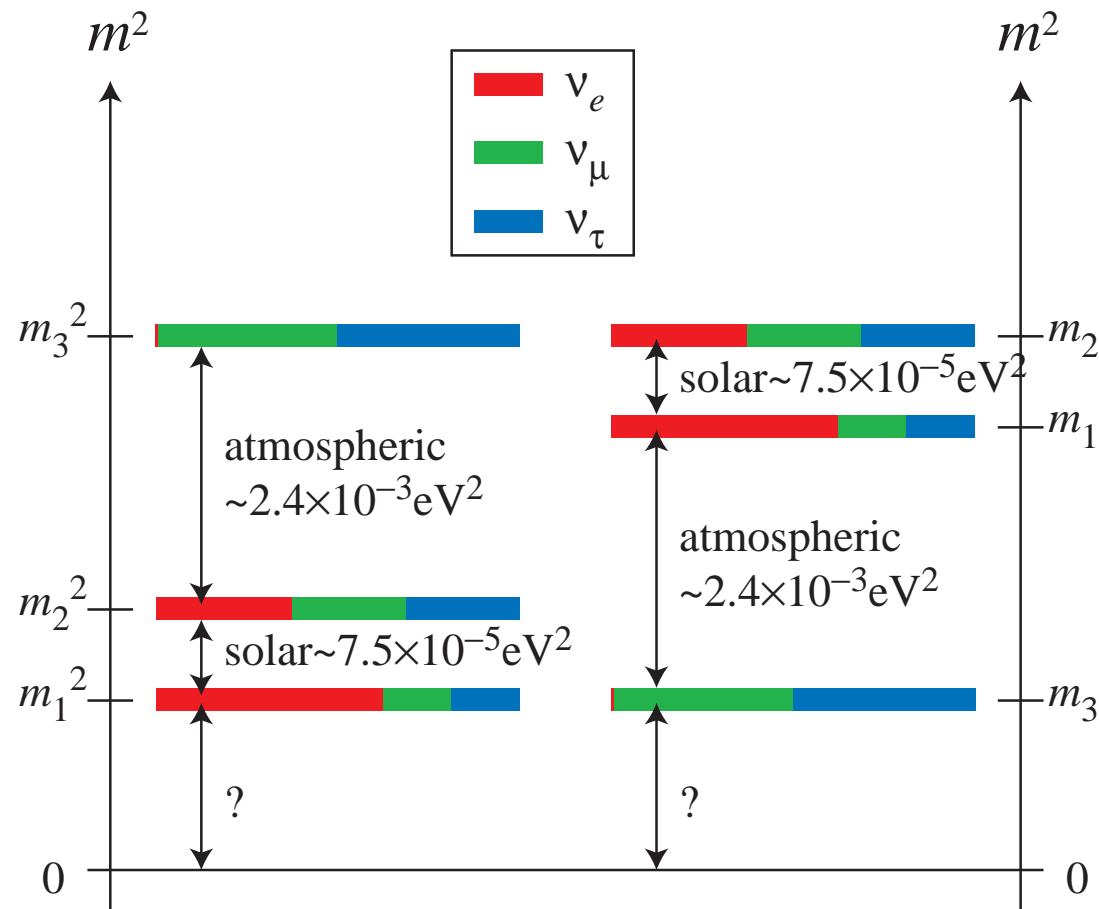 m²
m²
νₑ
ν_μ
ν_τ
m₃²
m₂
solar~7.5×10⁻⁵eV²
m₁
atmospheric
~2.4×10⁻³eV²
atmospheric
~2.4×10⁻³eV²
m₂²
solar~7.5×10⁻⁵eV²
m₁²
m₃
?
?
0
0